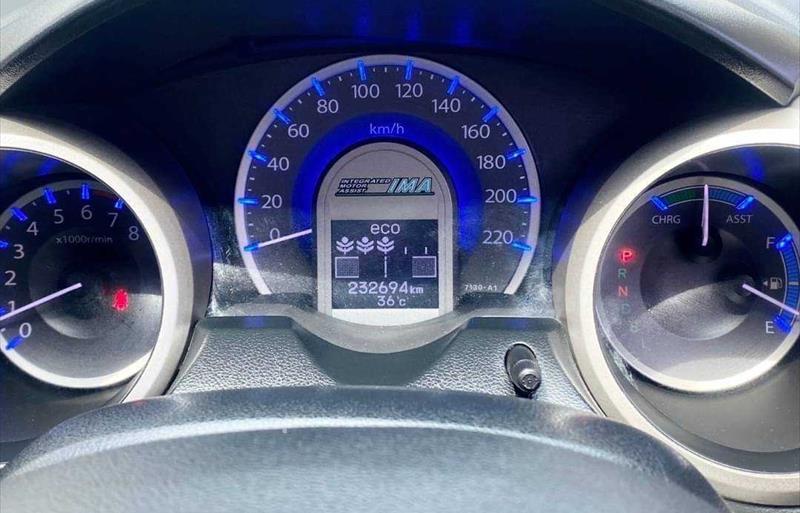 0 1 2 3 4 5 6 7 8
x1000r/min
0 20 40 60 80 100 120 140 160 180 200 220
km/h
INTEGRATED
MOTOR
ASSIST
IMA
eco
232694km
36°C
7130-A1
CHRG ASST
P
R
N
D
S
L
F
E